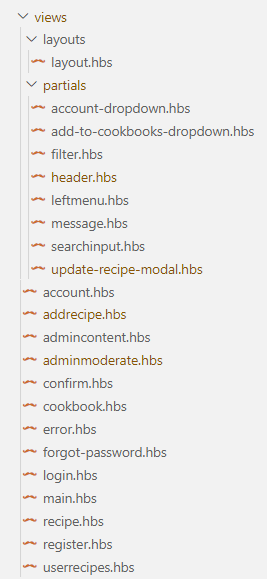 views
layouts
layout.hbs
partials
account-dropdown.hbs
add-to-cookbooks-dropdown.hbs
filter.hbs
header.hbs
leftmenu.hbs
message.hbs
searchinput.hbs
update-recipe-modal.hbs
account.hbs
addrecipe.hbs
admincontent.hbs
adminmoderate.hbs
confirm.hbs
cookbook.hbs
error.hbs
forgot-password.hbs
login.hbs
main.hbs
recipe.hbs
register.hbs
userrecipes.hbs